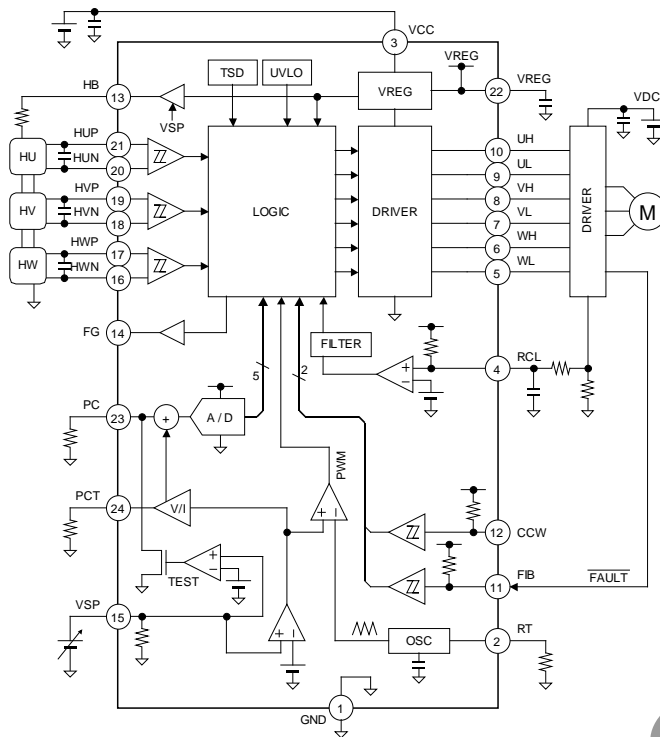 VCC
3
VREG
HB
TSD
UVLO
VREG
VREG
VDC
13
22
VSP
HUP
UH
21
10
HU
HUN
UL
20
9
HVP
VH
19
8
HV
HVN
LOGIC
DRIVER
VL
DRIVER
M
18
7
HWP
WH
17
6
HW
HWN
WL
16
5
FG
14
FILTER
RCL
4
5
2
PC
23
+
A / D
+
–
PWM
PCT
24
V/I
+
–
12
CCW
TEST
+
–
FIB
FAULT
11
VSP
15
+
–
OSC
RT
2
GND
1